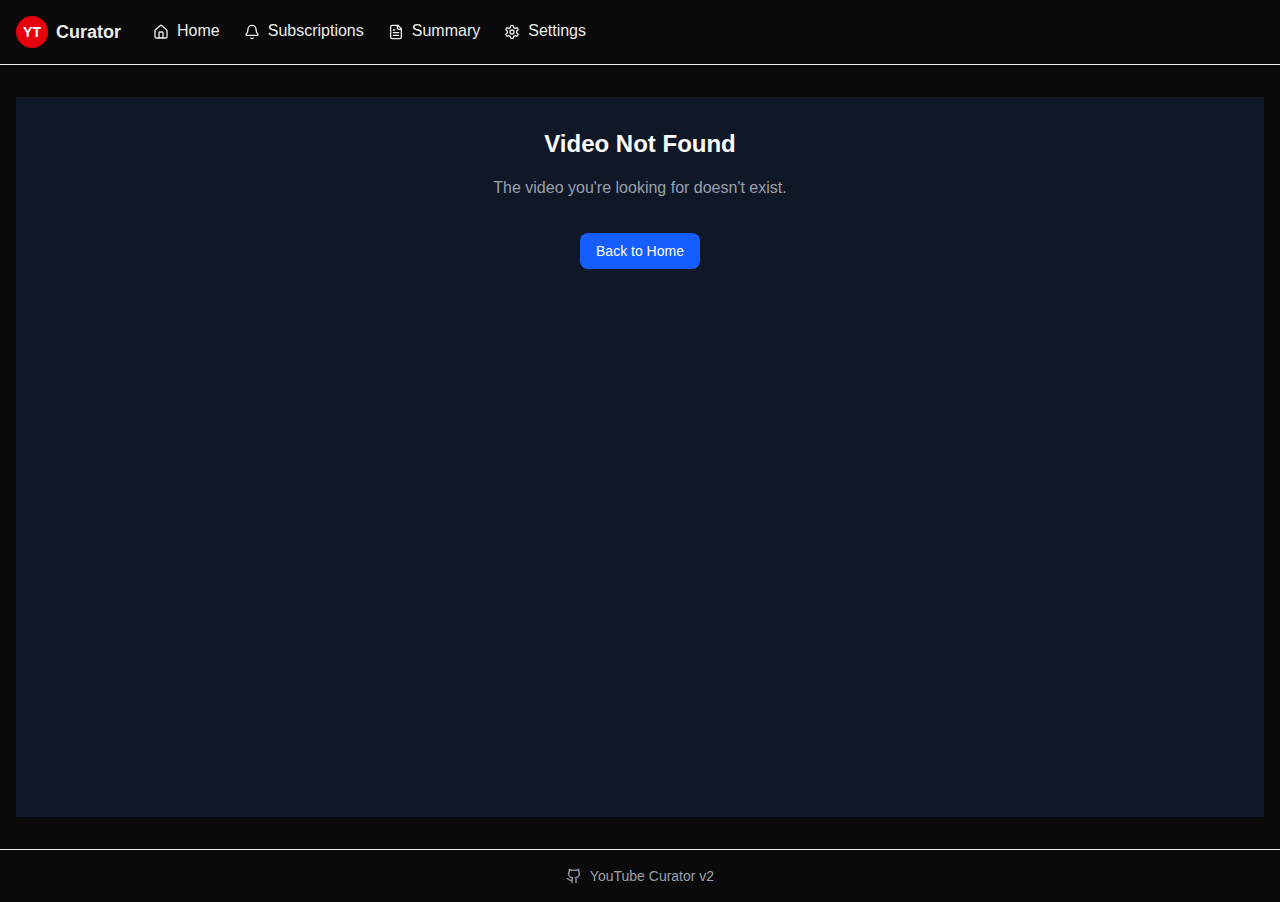 YT Curator Home Subscriptions Summary Settings
Video Not Found
The video you're looking for doesn't exist.
Back to Home
YouTube Curator v2